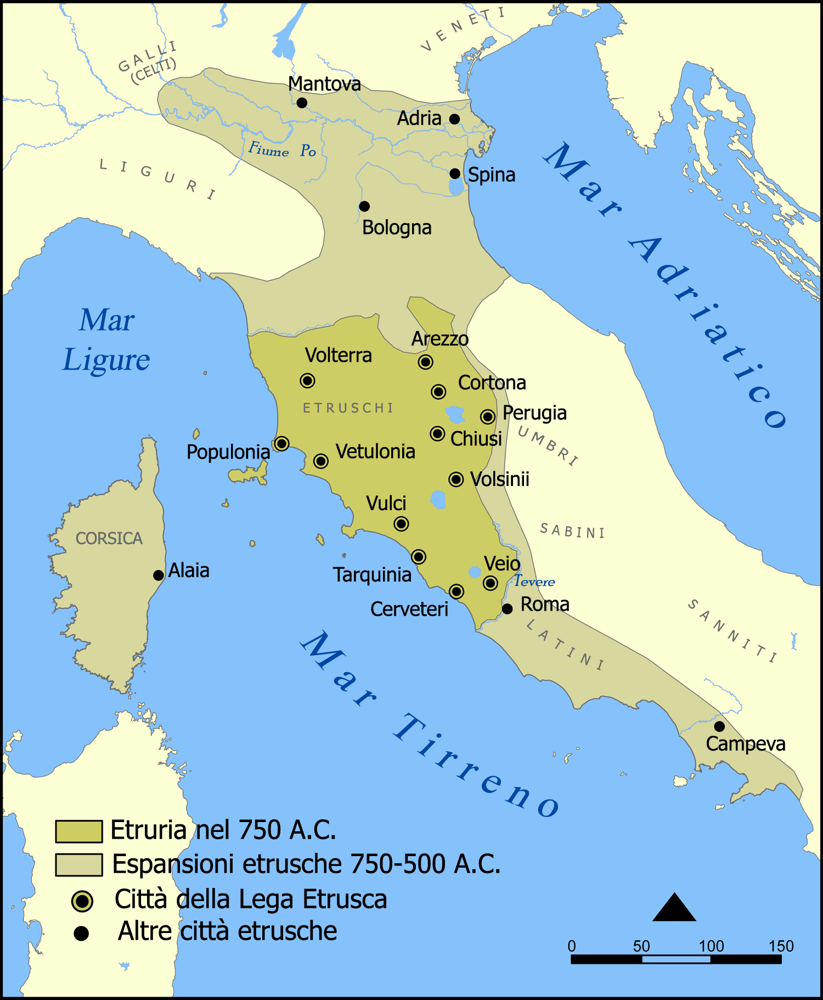 VENETI
GALLI
(CELTI)
Mantova
Adria
Fiume Po
LIGURI
Spina
Bologna
Mar Adriatico
Mar
Ligure
Arezzo
Volterra
Cortona
ETRUSCHI
Perugia
Chiusi
UMBRI
Populonia
Vetulonia
Volsinii
Vulci
SABINI
CORSICA
Alaia
Veio
Tarquinia
Tevere
Roma
Cerveteri
LATINI
SANNITI
Mar Tirreno
Campeva
Etruria nel 750 A.C.
Espansioni etrusche 750-500 A.C.
Città della Lega Etrusca
Altre città etrusche
0 50 100 150